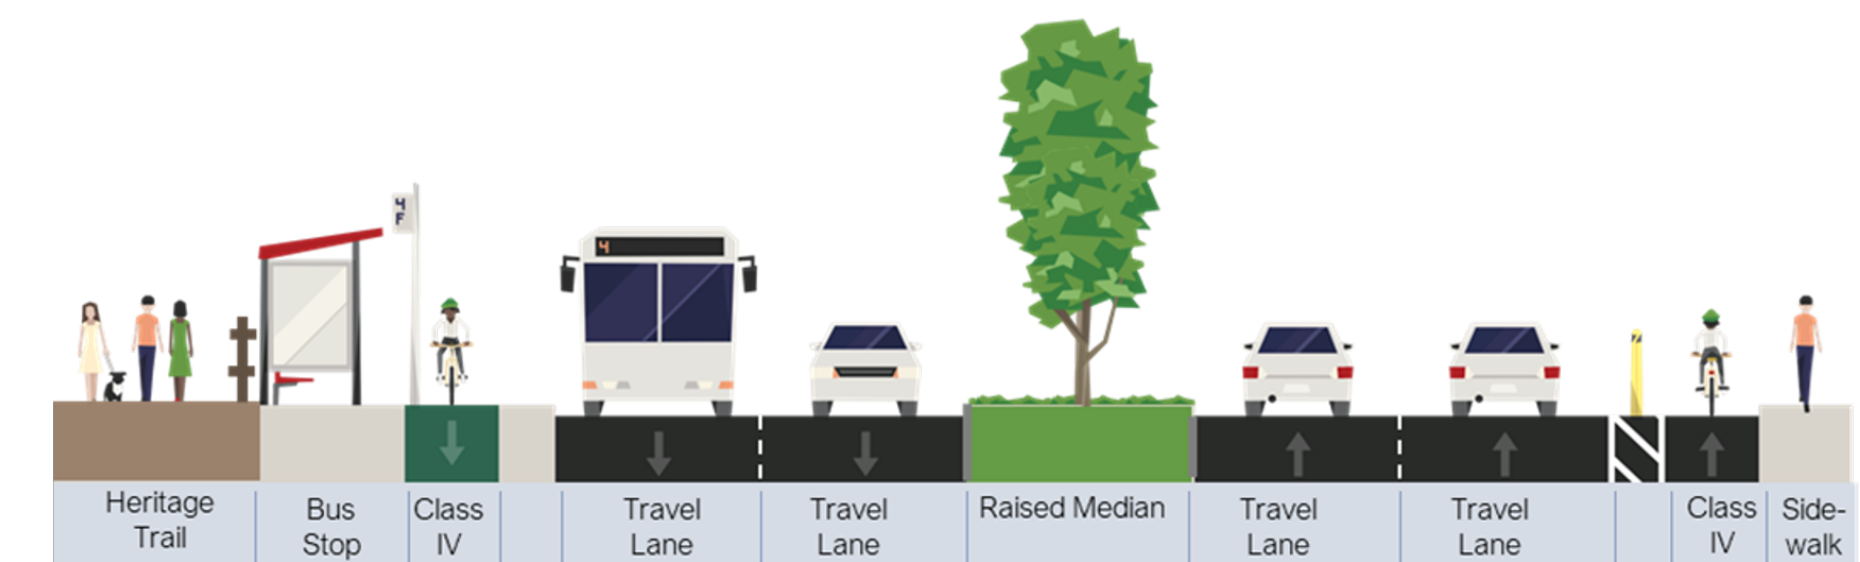 4
F
4
Heritage
Trail
Bus
Stop
Class
IV
Travel
Lane
Travel
Lane
Raised Median
Travel
Lane
Travel
Lane
Class
IV
Side-
walk